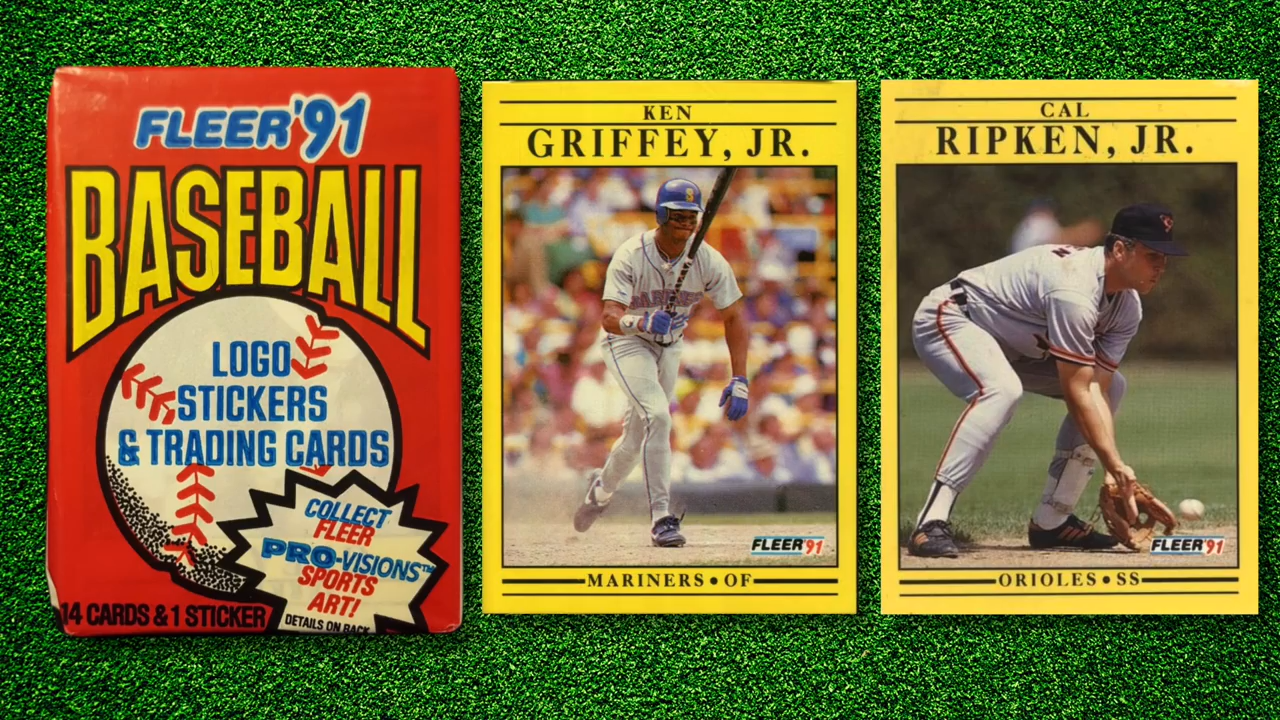 FLEER'91
BASEBALL
LOGO
STICKERS
& TRADING CARDS
COLLECT
FLEER
PRO-VISIONS™
SPORTS
ART!
DETAILS ON BACK
14 CARDS & 1 STICKER
KEN
GRIFFEY, JR.
S
MARINERS
FLEER'91
MARINERS • OF
CAL
RIPKEN, JR.
FLEER'91
ORIOLES • SS